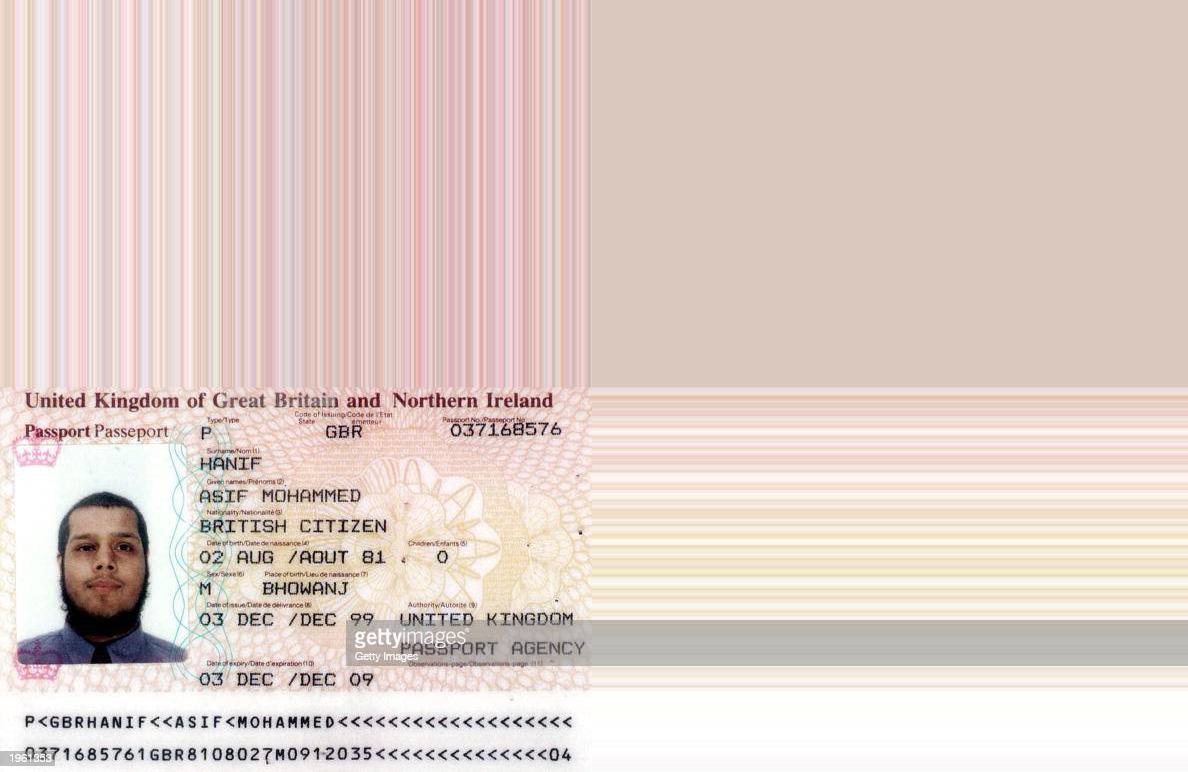 United Kingdom of Great Britain and Northern Ireland
Passport Passeport
Type/Type
Code of Issuing/Code de l'Etat
State émetteur
Passport No./Passeport No.
P
GBR
037168576
Surname/Nom (1)
HANIF
Given names/Prénoms (2)
ASIF MOHAMMED
Nationality/Nationalité (3)
BRITISH CITIZEN
Date of birth/Date de naissance (4)
Children/Enfants (5)
02 AUG /AOUT 81
0
Sex/Sexe (6)
Place of birth/Lieu de naissance (7)
M
BHOWANJ
Date of issue/Date de délivrance (8)
Authority/Autorité (9)
03 DEC /DEC 99
UNITED KINGDOM
gettyimages
PASSPORT AGENCY
Getty Images
Date of expiry/Date d'expiration (10)
Observations-page/Observations-page (11)
03 DEC /DEC 09
P<GBRHANIF<<ASIF<MOHAMMED<<<<<<<<<<<<<<<<<<<
0371685761GBR8108027M0912035<<<<<<<<<<<<<<04
1961353